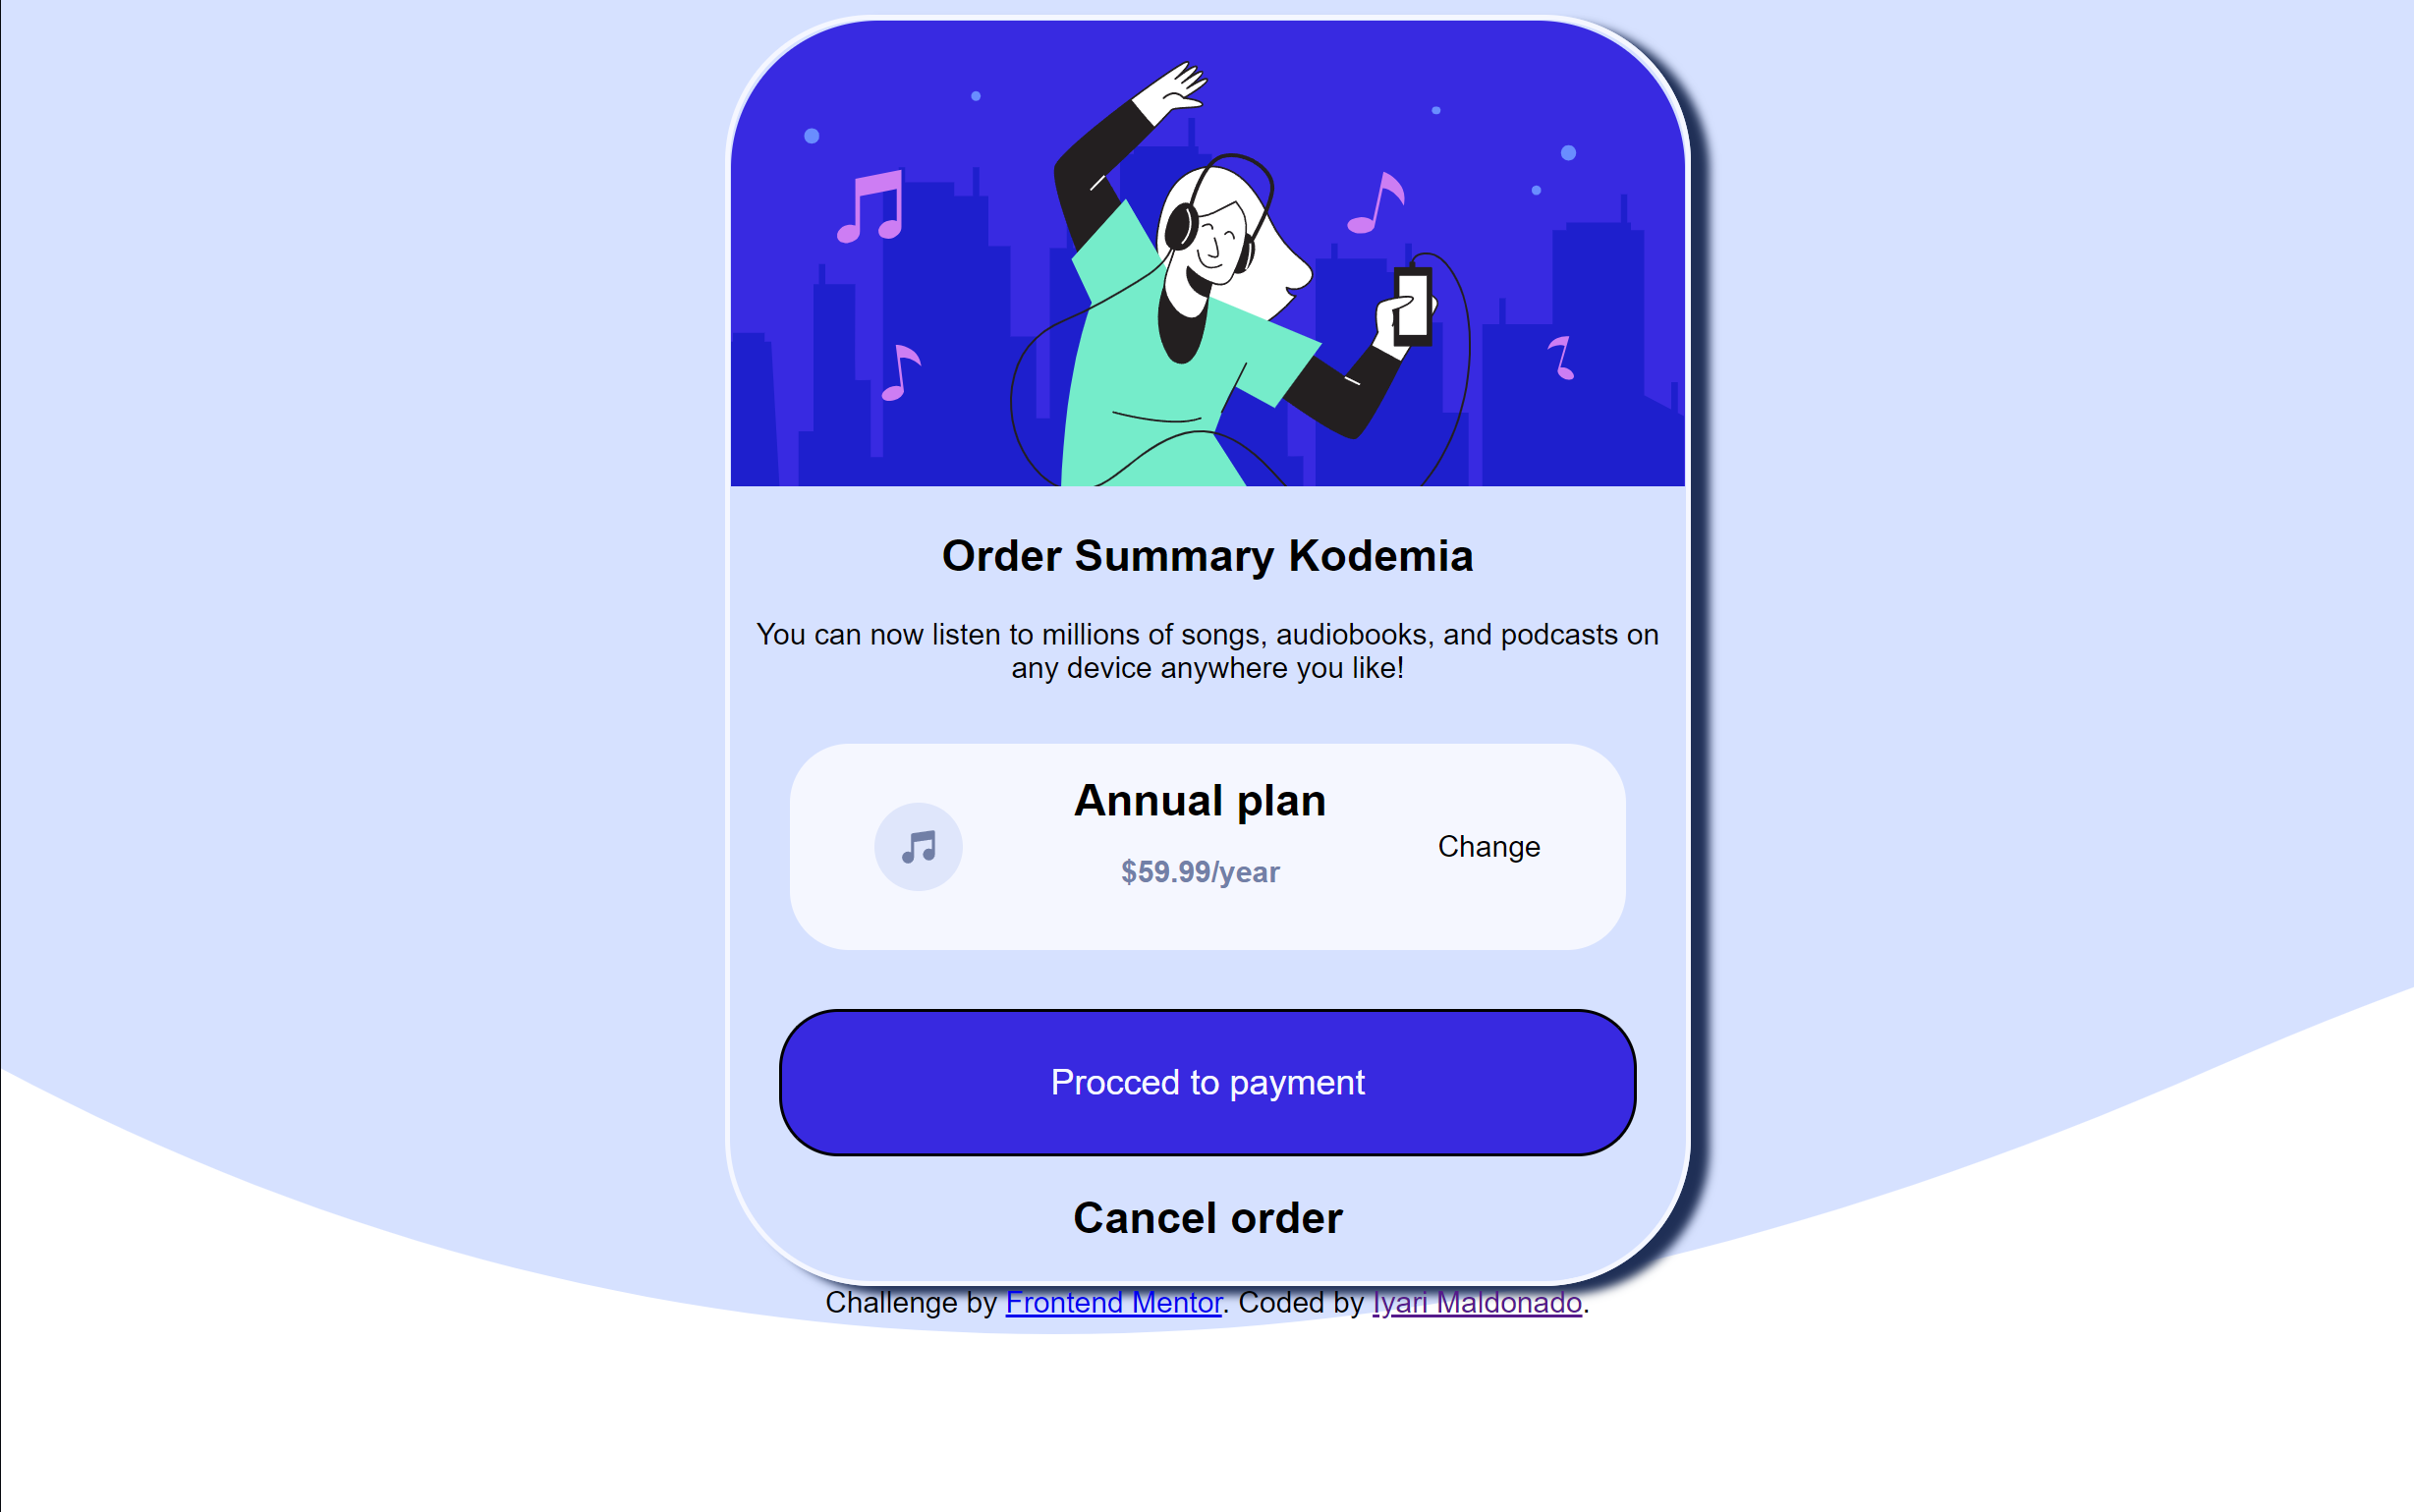 Order Summary Kodemia
You can now listen to millions of songs, audiobooks, and podcasts on
any device anywhere you like!
Annual plan
$59.99/year
Change
Procced to payment
Cancel order
Challenge by Frontend Mentor. Coded by Iyari Maldonado.